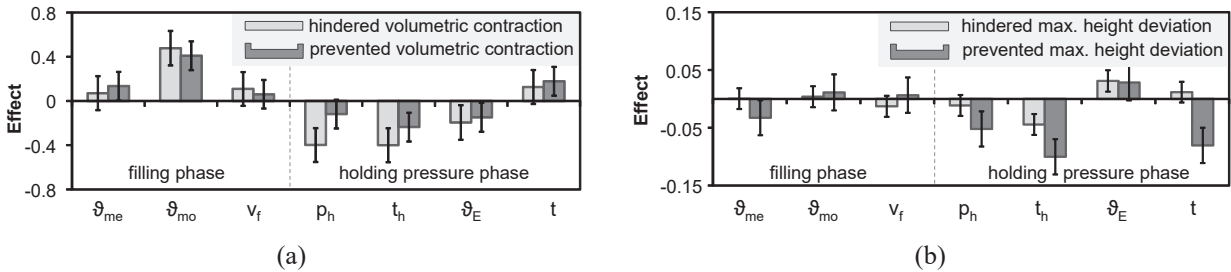 0.8
0.4
0
-0.4
-0.8
Effect
hindered volumetric contraction
prevented volumetric contraction
filling phase
holding pressure phase
ϑme ϑmo vf ph th ϑE t
(a)
0.15
0.05
-0.05
-0.15
Effect
hindered max. height deviation
prevented max. height deviation
filling phase
holding pressure phase
ϑme ϑmo vf ph th ϑE t
(b)